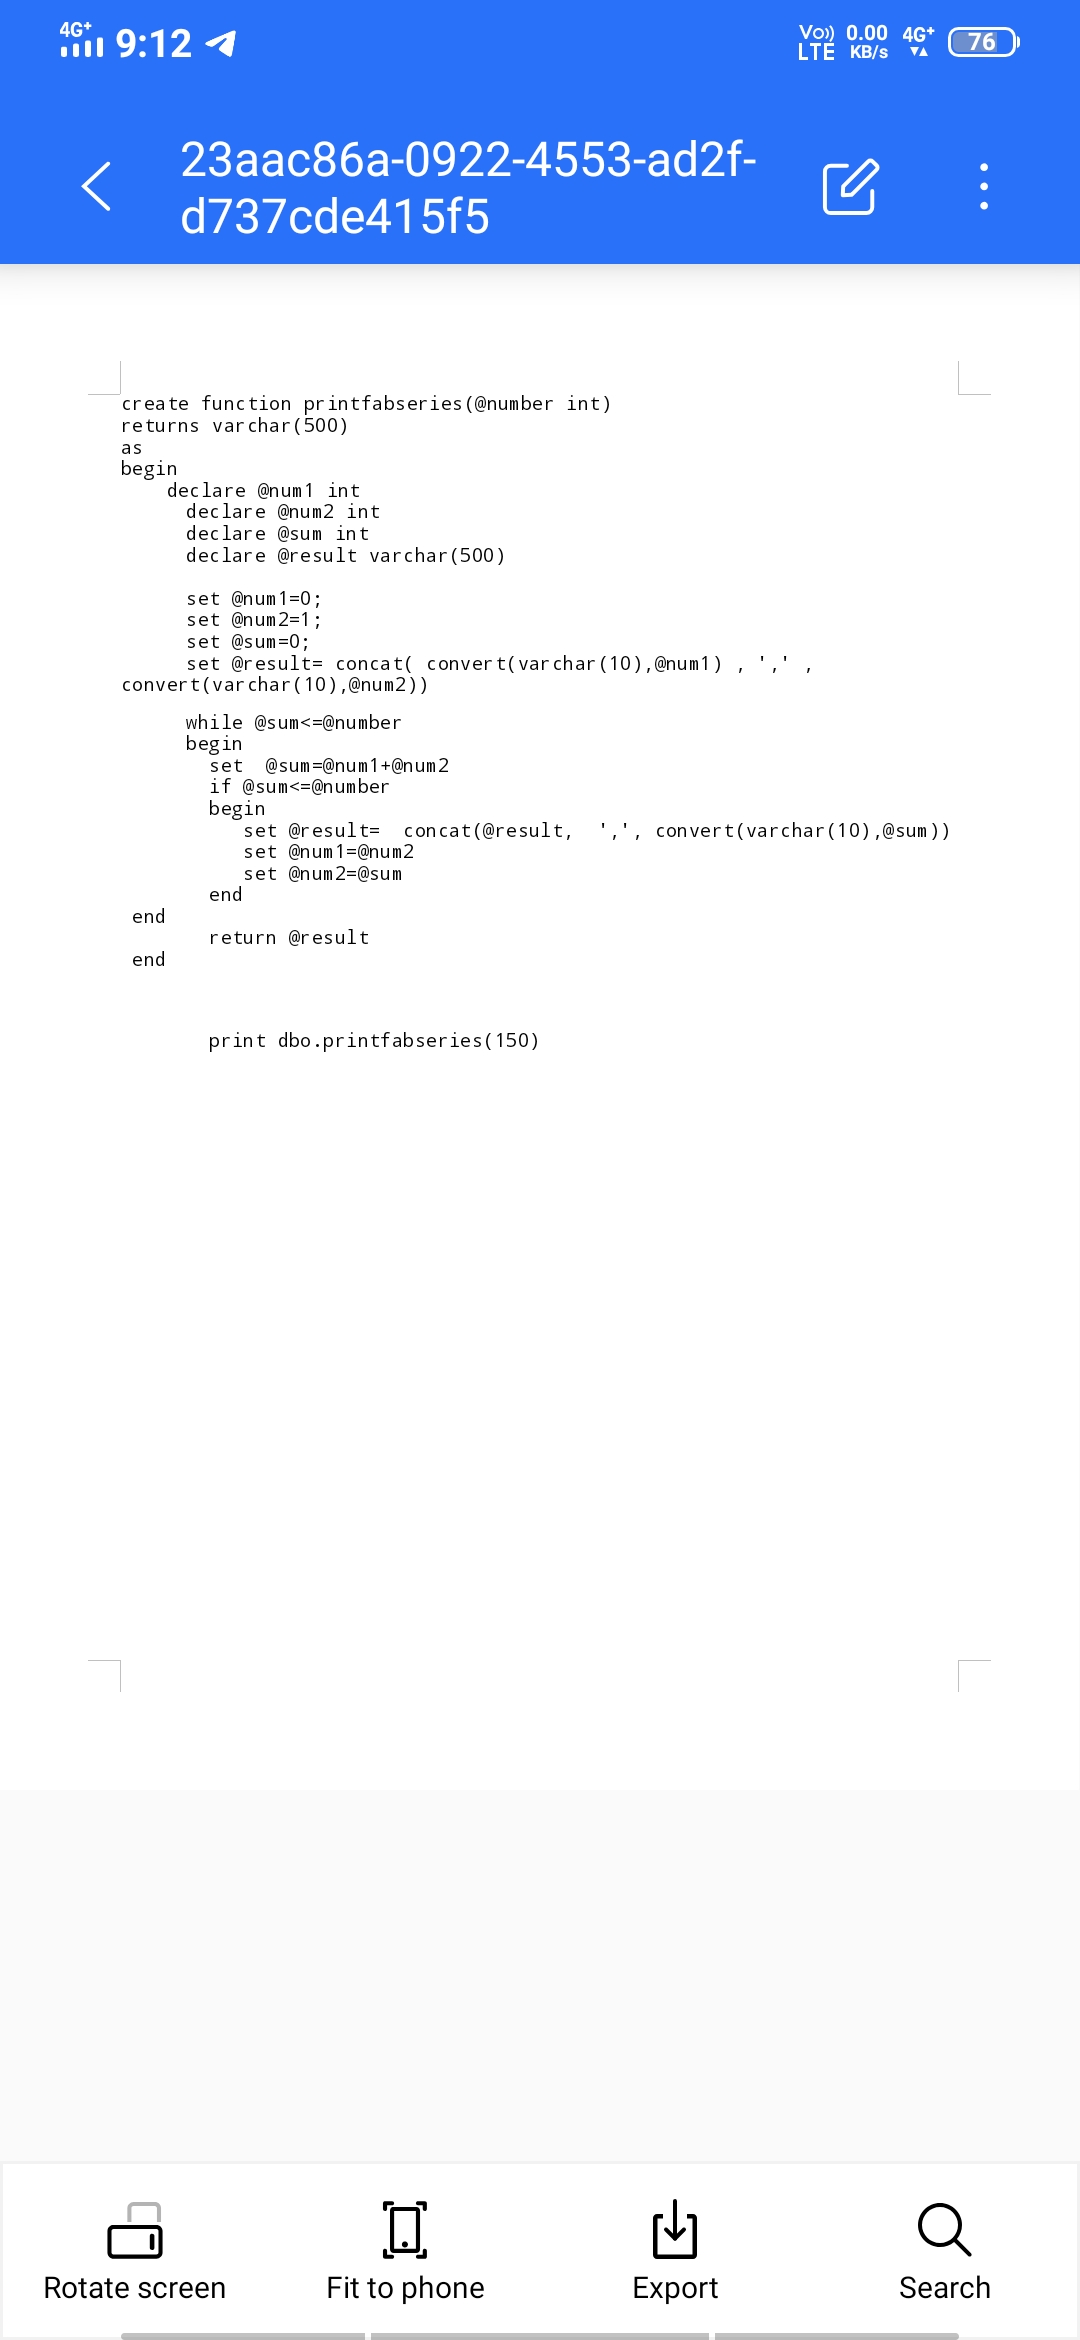 4G+ 9:12 Vo)) LTE 0.00 KB/s 4G+ 76
23aac86a-0922-4553-ad2f-
d737cde415f5
create function printfabseries(@number int)
returns varchar(500)
as
begin
declare @num1 int
declare @num2 int
declare @sum int
declare @result varchar(500)
set @num1=0;
set @num2=1;
set @sum=0;
set @result= concat( convert(varchar(10),@num1) , ',' ,
convert(varchar(10),@num2))
while @sum<=@number
begin
set  @sum=@num1+@num2
if @sum<=@number
begin
set @result=  concat(@result,  ',', convert(varchar(10),@sum))
set @num1=@num2
set @num2=@sum
end
end
return @result
end
print dbo.printfabseries(150)
Rotate screen Fit to phone Export Search